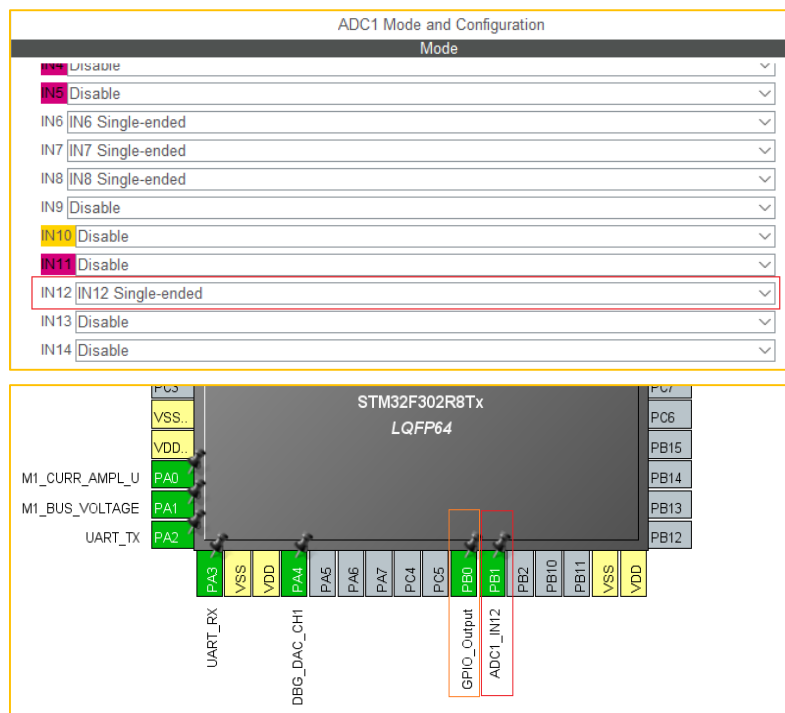 ADC1 Mode and Configuration
Mode
IN4 Disable
IN5 Disable
IN6 IN6 Single-ended
IN7 IN7 Single-ended
IN8 IN8 Single-ended
IN9 Disable
IN10 Disable
IN11 Disable
IN12 IN12 Single-ended
IN13 Disable
IN14 Disable
PC3 STM32F302R8Tx PC7
VSS.. LQFP64 PC6
VDD.. PB15
M1_CURR_AMPL_U PA0 PB14
M1_BUS_VOLTAGE PA1 PB13
UART_TX PA2 PB12
PA3 VSS VDD PA4 PA5 PA6 PA7 PC4 PC5 PB0 PB1 PB2 PB10 PB11 VSS VDD
UART_RX DBG_DAC_CH1 GPIO_Output ADC1_IN12